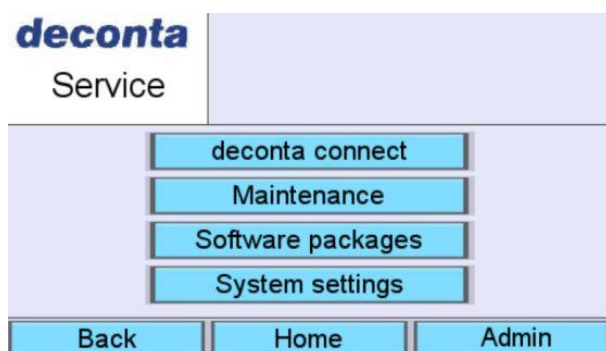 deconta
Service
deconta connect
Maintenance
Software packages
System settings
Back Home Admin